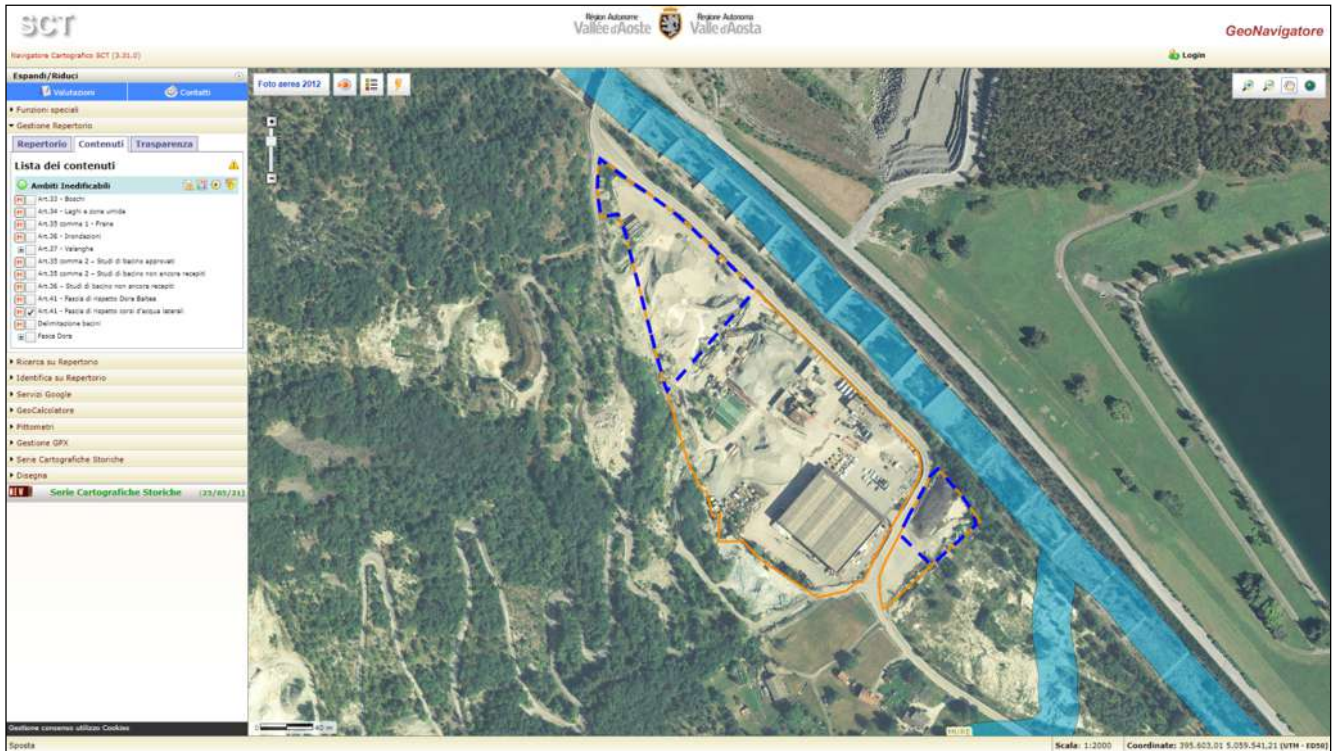 SCT
Région Autonome
Vallée d'Aoste
Regione Autonoma
Valle d'Aosta
GeoNavigatore
Navigatore Cartografico SCT (3.31.0)
Login
Espandi/Riduci
Valutazioni
Contatti
Funzioni speciali
Gestione Repertorio
Repertorio
Contenuti
Trasparenza
Lista dei contenuti
Ambiti Inedificabili
Art.33 - Boschi
Art.34 - Laghi e zone umide
Art.35 comma 1 - Frane
Art.36 - Inondazioni
Art.37 - Valanghe
Art.35 comma 2 - Studi di bacino approvati
Art.35 comma 2 - Studi di bacino non ancora recepiti
Art.36 - Studi di bacino non ancora recepiti
Art.41 - Fascia di rispetto Dora Baltea
Art.41 - Fascia di rispetto corsi d'acqua laterali
Delimitazione bacini
Fasce Dora
Ricerca su Repertorio
Identifica su Repertorio
Servizi Google
GeoCalcolatore
Pittometri
Gestione GPX
Serie Cartografiche Storiche
Disegna
NEW
Serie Cartografiche Storiche (25/05/21)
Gestione consenso utilizzo Cookies
Sposta
Foto aerea 2012
0
40 m
Scala: 1:2000
Coordinate: 395.603,01 5.059.541,21 (UTM - ED50)